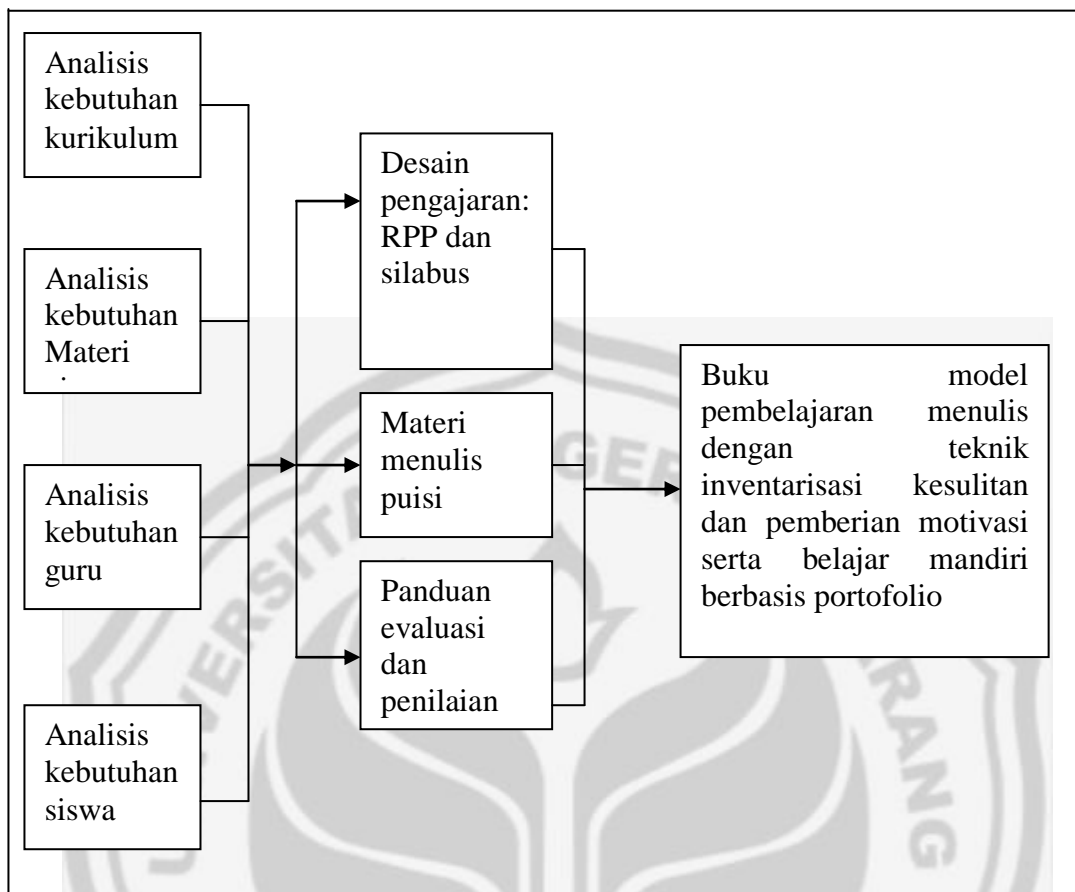 Analisis
kebutuhan
kurikulum
Analisis
kebutuhan
Materi
Analisis
kebutuhan
guru
Analisis
kebutuhan
siswa
Desain
pengajaran:
RPP dan
silabus
Materi
menulis
puisi
Panduan
evaluasi
dan
penilaian
Buku model
pembelajaran menulis
dengan teknik
inventarisasi kesulitan
dan pemberian motivasi
serta belajar mandiri
berbasis portofolio